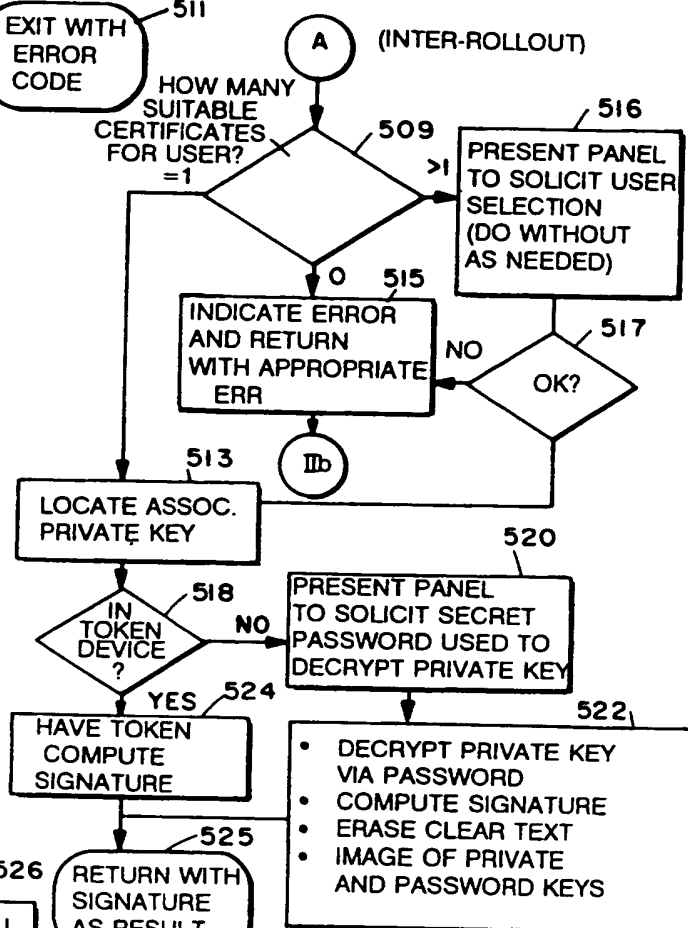 511
EXIT WITH
ERROR
CODE
A
(INTER-ROLLOUT)
HOW MANY
SUITABLE
CERTIFICATES
FOR USER?
=1
509
>1
516
PRESENT PANEL
TO SOLICIT USER
SELECTION
(DO WITHOUT
AS NEEDED)
0
515
INDICATE ERROR
AND RETURN
WITH APPROPRIATE
ERR
NO
517
OK?
IIb
513
LOCATE ASSOC.
PRIVATE KEY
518
IN
TOKEN
DEVICE
?
NO
520
PRESENT PANEL
TO SOLICIT SECRET
PASSWORD USED TO
DECRYPT PRIVATE KEY
YES
524
HAVE TOKEN
COMPUTE
SIGNATURE
522
• DECRYPT PRIVATE KEY
VIA PASSWORD
• COMPUTE SIGNATURE
• ERASE CLEAR TEXT
• IMAGE OF PRIVATE
AND PASSWORD KEYS
525
RETURN WITH
SIGNATURE
AS RESULT
526